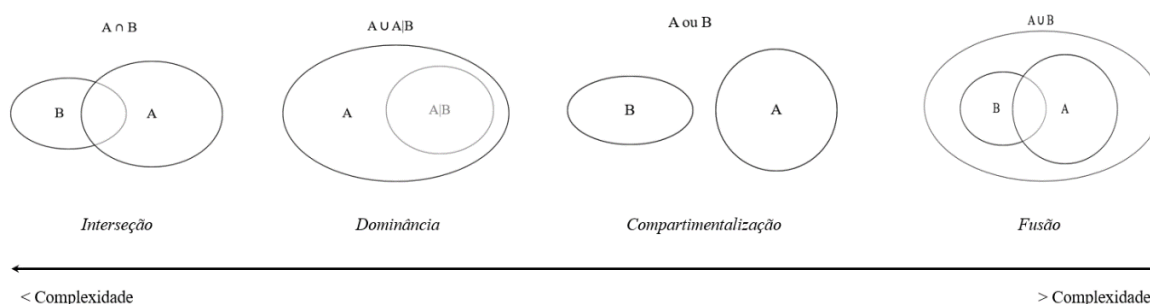 A ∩ B
A ∪ A|B
A ou B
A ∪ B
B
A
A
A|B
B
A
B
A
Interseção
Dominância
Compartimentalização
Fusão
< Complexidade
> Complexidade